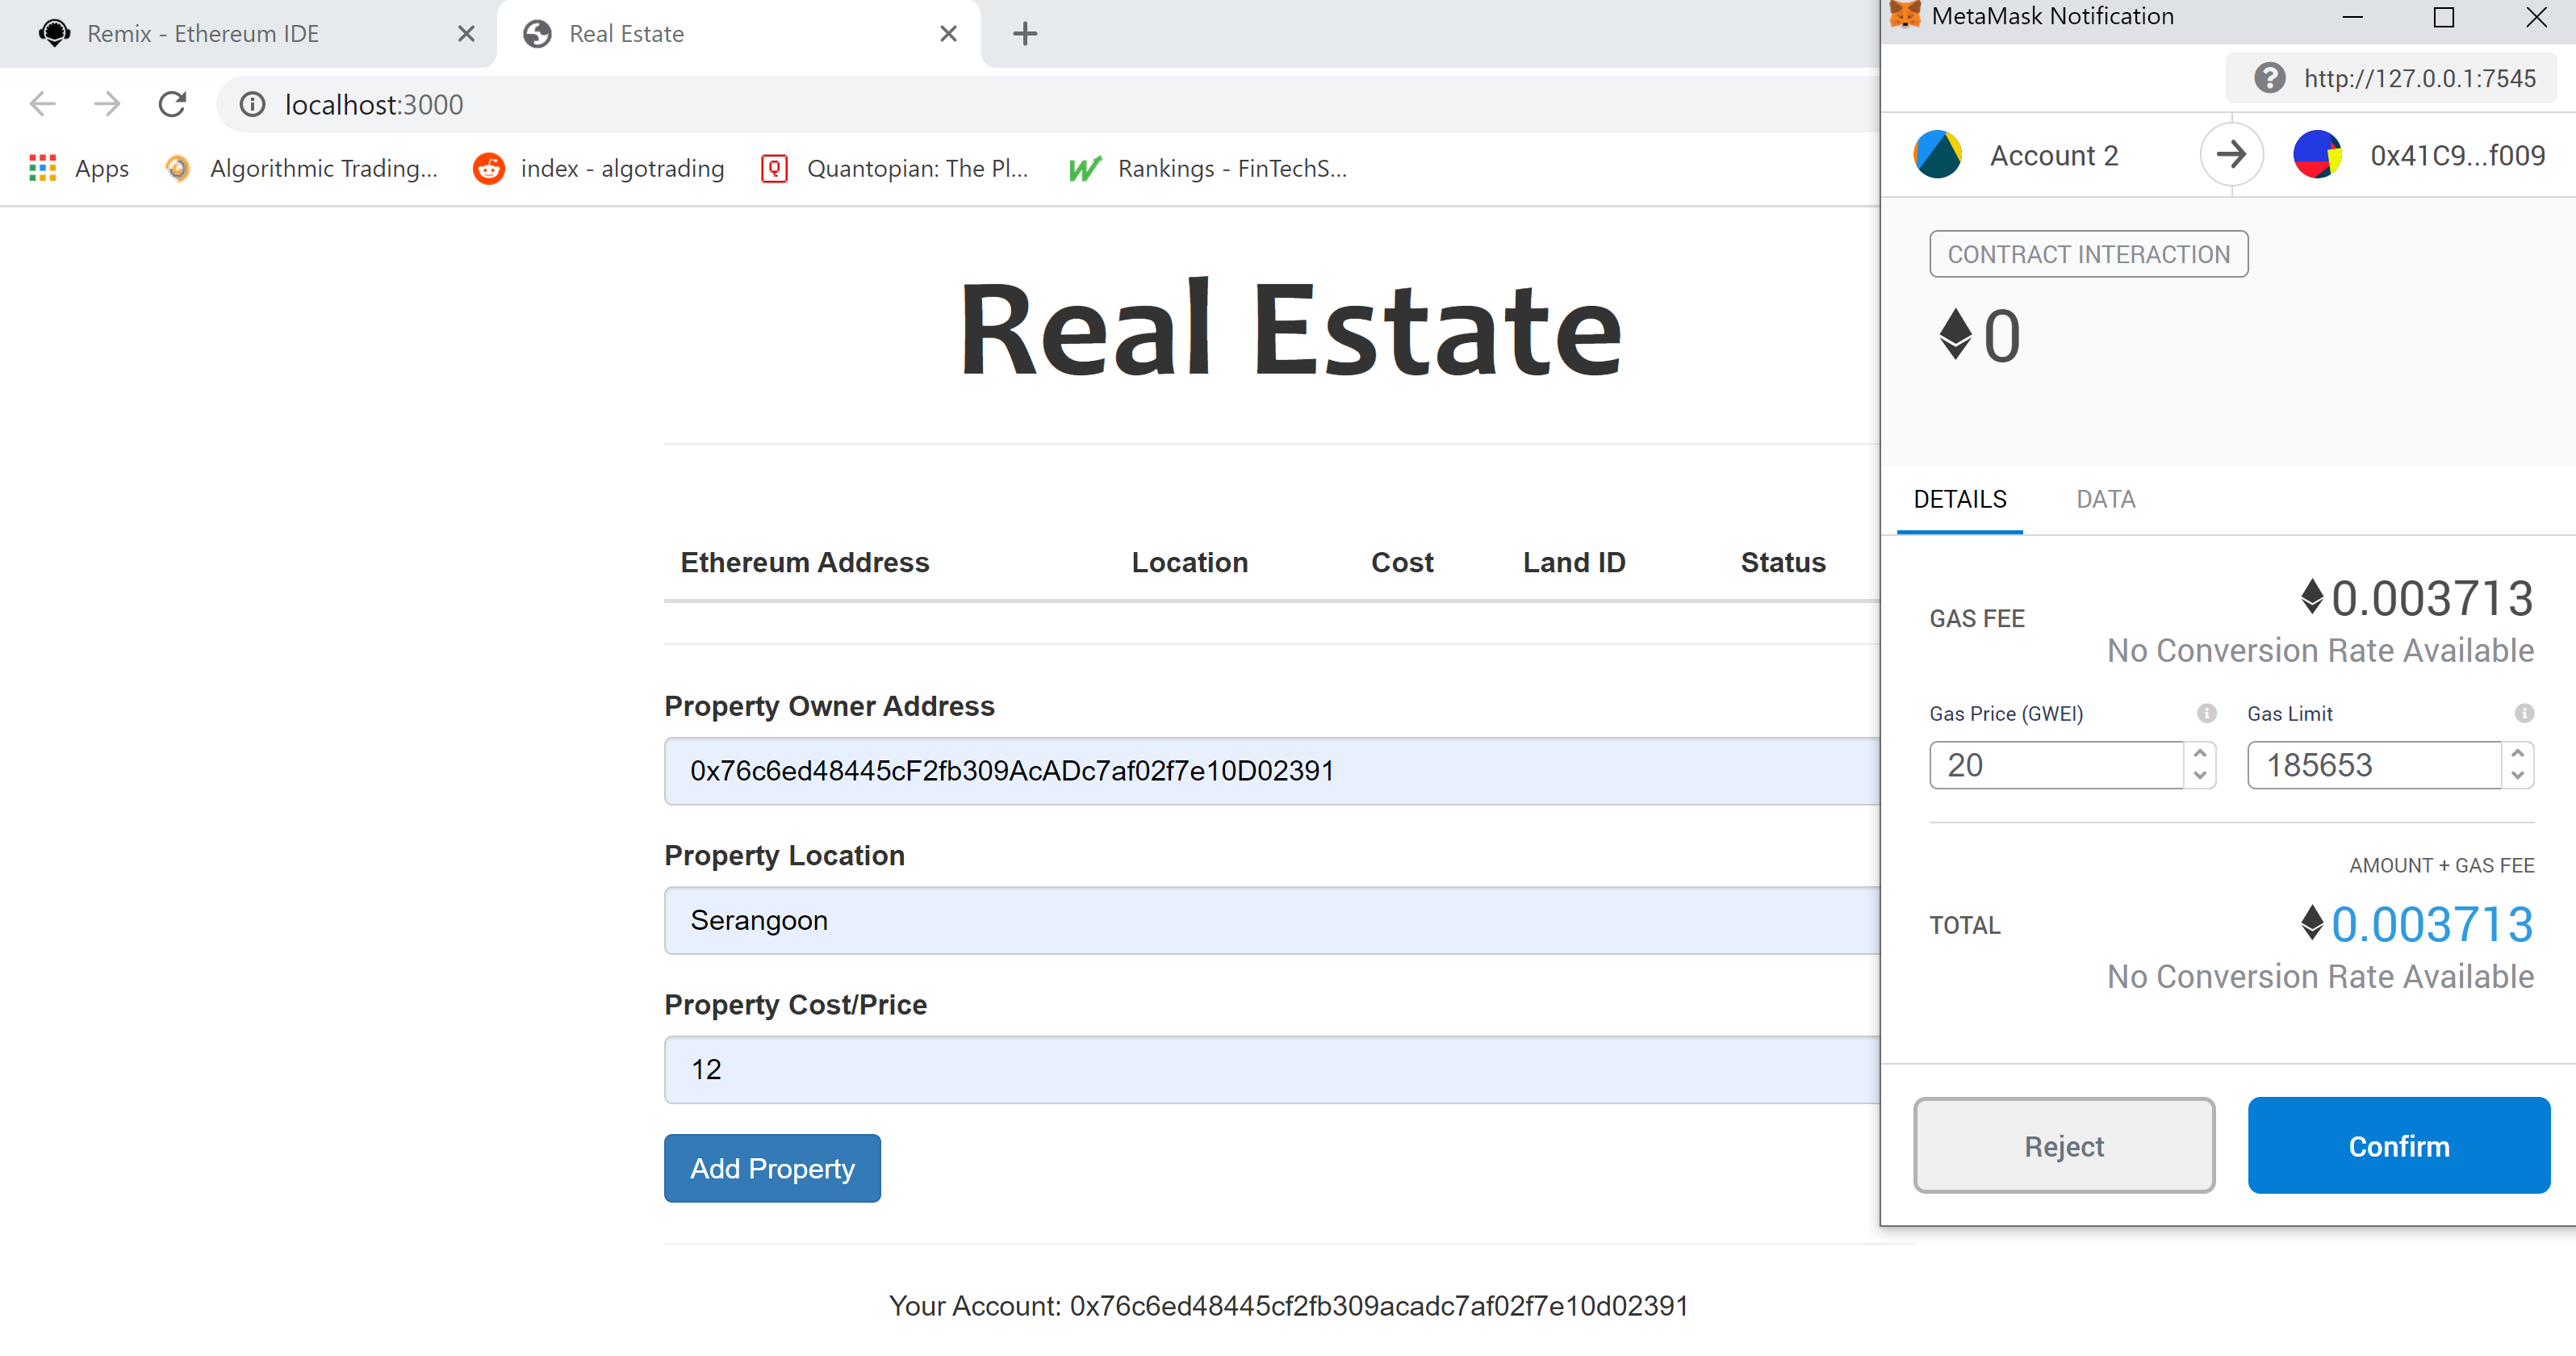 Remix - Ethereum IDE
Real Estate
localhost:3000
Apps
Algorithmic Trading...
index - algotrading
Quantopian: The Pl...
Rankings - FinTechS...
Real Estate
Ethereum Address Location Cost Land ID Status
Property Owner Address
0x76c6ed48445cF2fb309AcADc7af02f7e10D02391
Property Location
Serangoon
Property Cost/Price
12
Add Property
Your Account: 0x76c6ed48445cf2fb309acadc7af02f7e10d02391
MetaMask Notification
http://127.0.0.1:7545
Account 2
0x41C9...f009
CONTRACT INTERACTION
0
DETAILS DATA
GAS FEE
0.003713
No Conversion Rate Available
Gas Price (GWEI) Gas Limit
20 185653
AMOUNT + GAS FEE
TOTAL
0.003713
No Conversion Rate Available
Reject Confirm